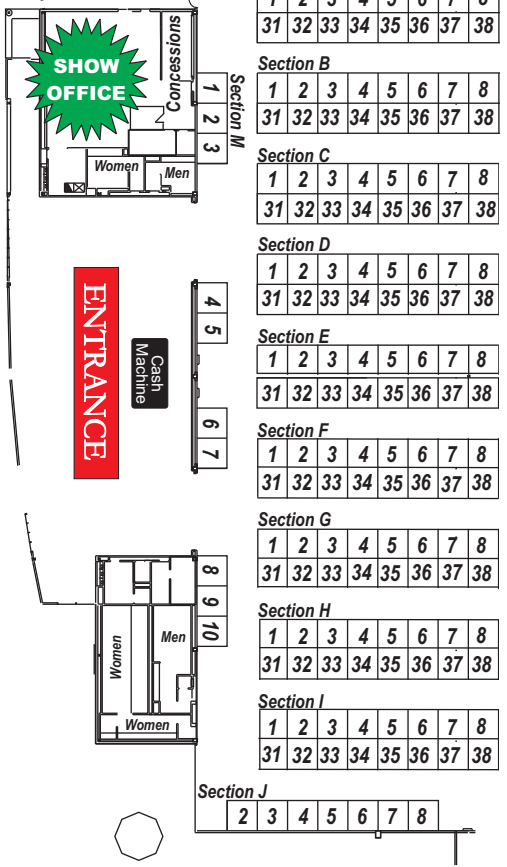 1 2 3 4 5 6 7 8
31 32 33 34 35 36 37 38
SHOW
OFFICE
Concessions
Women
Men
Section M
1
2
3
4
5
6
7
8
9
10
ENTRANCE
Cash
Machine
Women
Men
Women
Section B
1 2 3 4 5 6 7 8
31 32 33 34 35 36 37 38
Section C
1 2 3 4 5 6 7 8
31 32 33 34 35 36 37 38
Section D
1 2 3 4 5 6 7 8
31 32 33 34 35 36 37 38
Section E
1 2 3 4 5 6 7 8
31 32 33 34 35 36 37 38
Section F
1 2 3 4 5 6 7 8
31 32 33 34 35 36 37 38
Section G
1 2 3 4 5 6 7 8
31 32 33 34 35 36 37 38
Section H
1 2 3 4 5 6 7 8
31 32 33 34 35 36 37 38
Section I
1 2 3 4 5 6 7 8
31 32 33 34 35 36 37 38
Section J
2 3 4 5 6 7 8